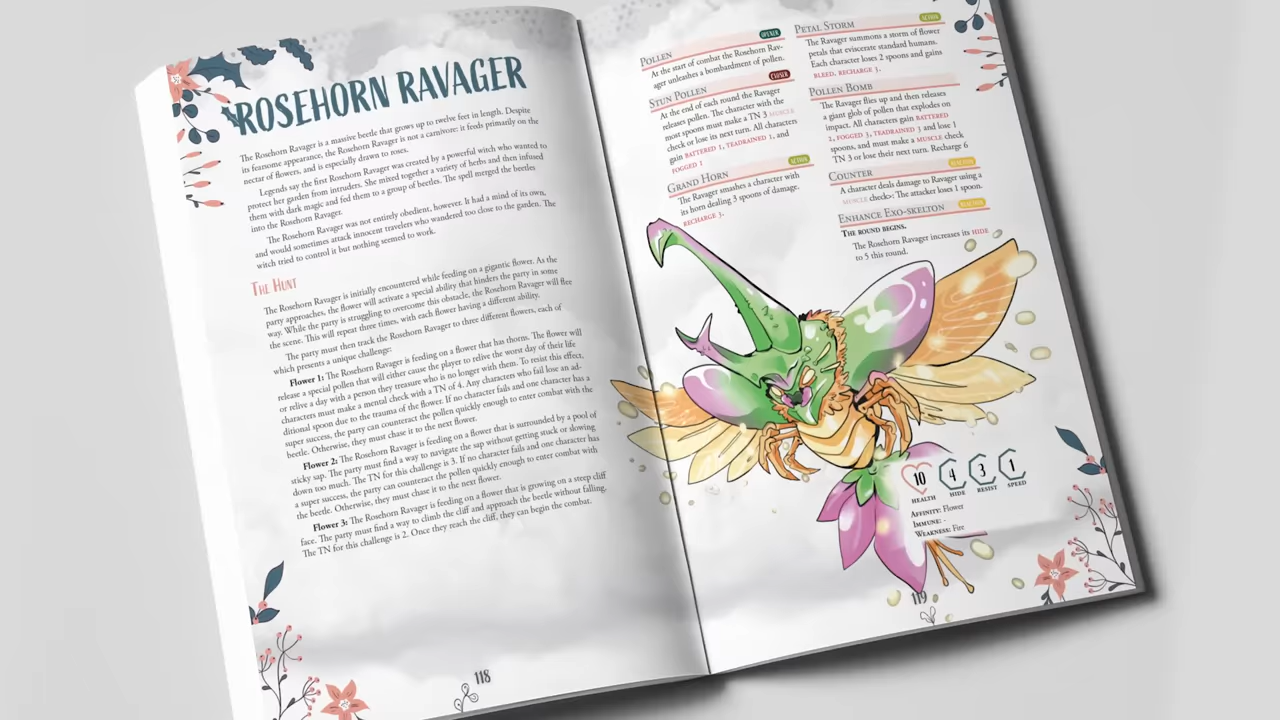 ROSEHORN RAVAGER
The Rosehorn Ravager is a massive beetle that grows up to twelve feet in length. Despite
its fearsome appearance, the Rosehorn Ravager is not a carnivore: it feeds primarily on the
nectar of flowers, and is especially drawn to roses.
Legends say the first Rosehorn Ravager was created by a powerful witch who wanted to
protect her garden from intruders. She mixed together a variety of herbs and then infused
them with dark magic and fed them to a group of beetles. The spell merged the beetles
into the Rosehorn Ravager.
The Rosehorn Ravager was not entirely obedient, however. It had a mind of its own,
and would sometimes attack innocent travelers who wandered too close to the garden. The
witch tried to control it but nothing seemed to work.
THE HUNT
The Rosehorn Ravager is initially encountered while feeding on a gigantic flower. As the
party approaches, the flower will activate a special ability that hinders the party in some
way. While the party is struggling to overcome this obstacle, the Rosehorn Ravager will flee
the scene. This will repeat three times, with each flower having a different ability.
The party must then track the Rosehorn Ravager to three different flowers, each of
which presents a unique challenge:
Flower 1: The Rosehorn Ravager is feeding on a flower that has thorns. The flower will
release a special pollen that will either cause the player to relive the worst day of their life
or relive a day with a person they treasure who is no longer with them. To resist this effect,
characters must make a mental check with a TN of 4. Any characters who fail lose an ad-
ditional spoon due to the trauma of the flower. If no character fails and one character has a
super success, the party can counteract the pollen quickly enough to enter combat with the
beetle. Otherwise, they must chase it to the next flower.
Flower 2: The Rosehorn Ravager is feeding on a flower that is surrounded by a pool of
sticky sap. The party must find a way to navigate the sap without getting stuck or slowing
down too much. The TN for this challenge is 3. If no character fails and one character has
a super success, the party can counteract the pollen quickly enough to enter combat with
the beetle. Otherwise, they must chase it to the next flower.
Flower 3: The Rosehorn Ravager is feeding on a flower that is growing on a steep cliff
face. The party must find a way to climb the cliff and approach the beetle without falling.
The TN for this challenge is 2. Once they reach the cliff, they can begin the combat.
118
POLLEN OPENER
At the start of combat the Rosehorn Rav-
ager unleashes a bombardment of pollen.
STUN POLLEN CLOSER
At the end of each round the Ravager
releases pollen. The character with the
most spoons must make a TN 3 MUSCLE
check or lose its next turn. All characters
gain BATTERED 1, TEADRAINED 1, and
FOGGED 1
GRAND HORN ACTION
The Ravager smashes a character with
its horn dealing 3 spoons of damage.
RECHARGE 3.
PETAL STORM ACTION
The Ravager summons a storm of flower
petals that eviscerate standard humans.
Each character loses 2 spoons and gains
BLEED. RECHARGE 5.
POLLEN BOMB ACTION
The Ravager flies up and then releases
a giant glob of pollen that explodes on
impact. All characters gain BATTERED
2, FOGGED 3, TEADRAINED 3 and lose 1
spoons, and must make a MUSCLE check
TN 3 or lose their next turn. Recharge 6
COUNTER REACTION
A character deals damage to Ravager using a
MUSCLE check>: The attacker loses 1 spoon.
ENHANCE EXO-SKELTON REACTION
THE ROUND BEGINS.
The Rosehorn Ravager increases its HIDE
to 5 this round.
10 4 3 1
HEALTH HIDE RESIST SPEED
AFFINITY: Flower
IMMUNE: -
WEAKNESS: Fire
119